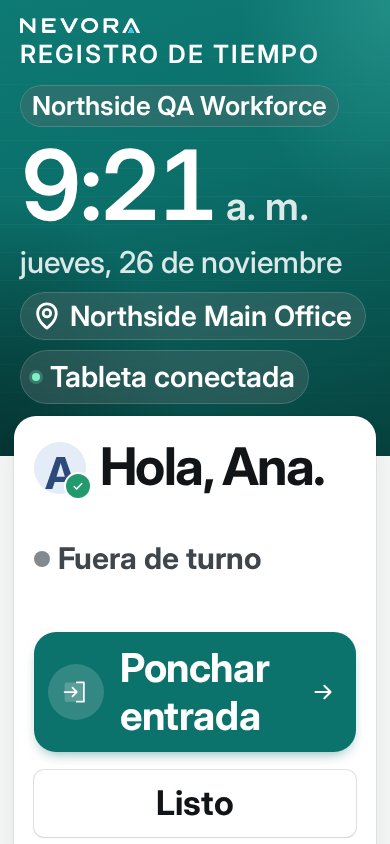 NEVORA
REGISTRO DE TIEMPO
Northside QA Workforce
9:21 a. m.
jueves, 26 de noviembre
Northside Main Office
Tableta conectada
A
Hola, Ana.
Fuera de turno
Ponchar
entrada
Listo